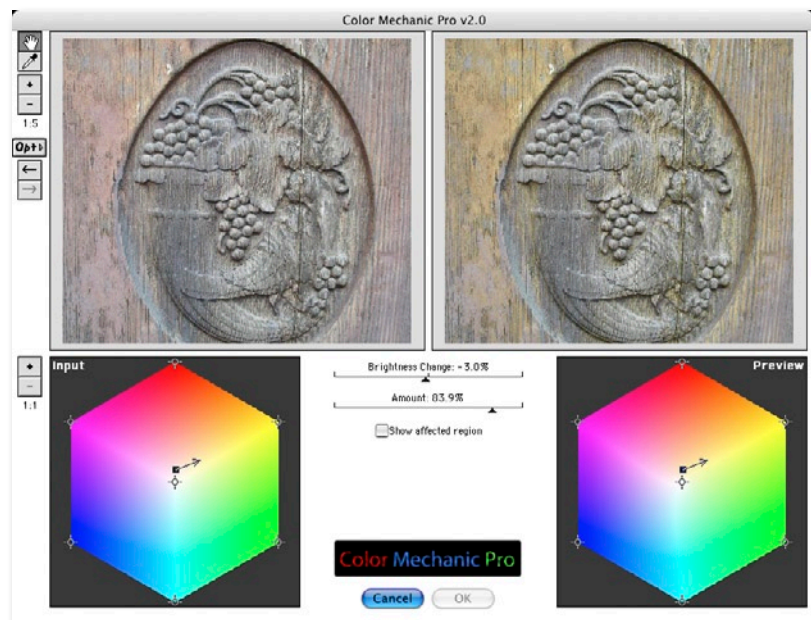 Color Mechanic Pro v2.0
+
-
1:5
Opt
←
→
+
-
1:1
Input
Brightness Change: -3.0%
Amount: 83.9%
Show affected region
Preview
Color Mechanic Pro
Cancel
OK